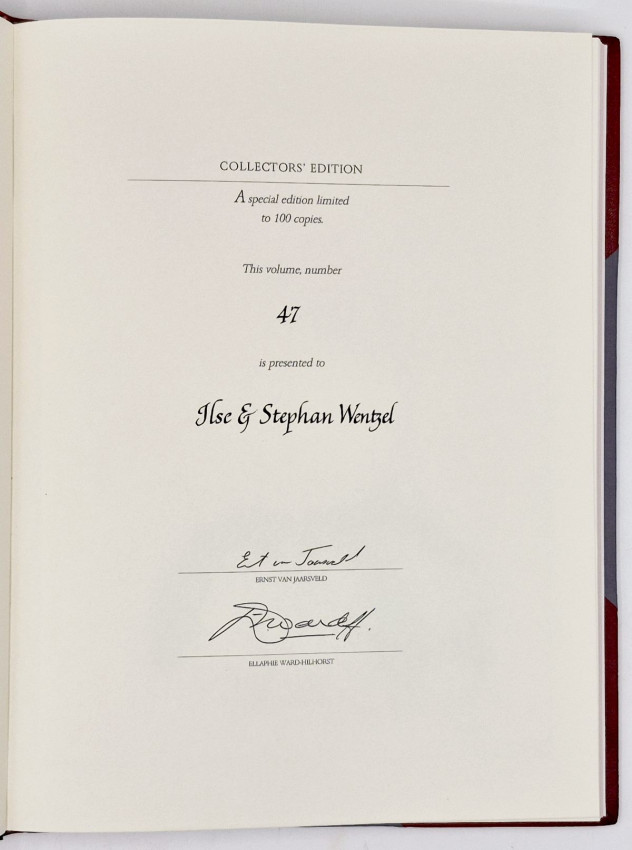 COLLECTORS' EDITION
A special edition limited
to 100 copies.
This volume, number
47
is presented to
Ilse & Stephan Wentzel
ERNST VAN JAARSVELD
ELLAPHIE WARD-HILHORST